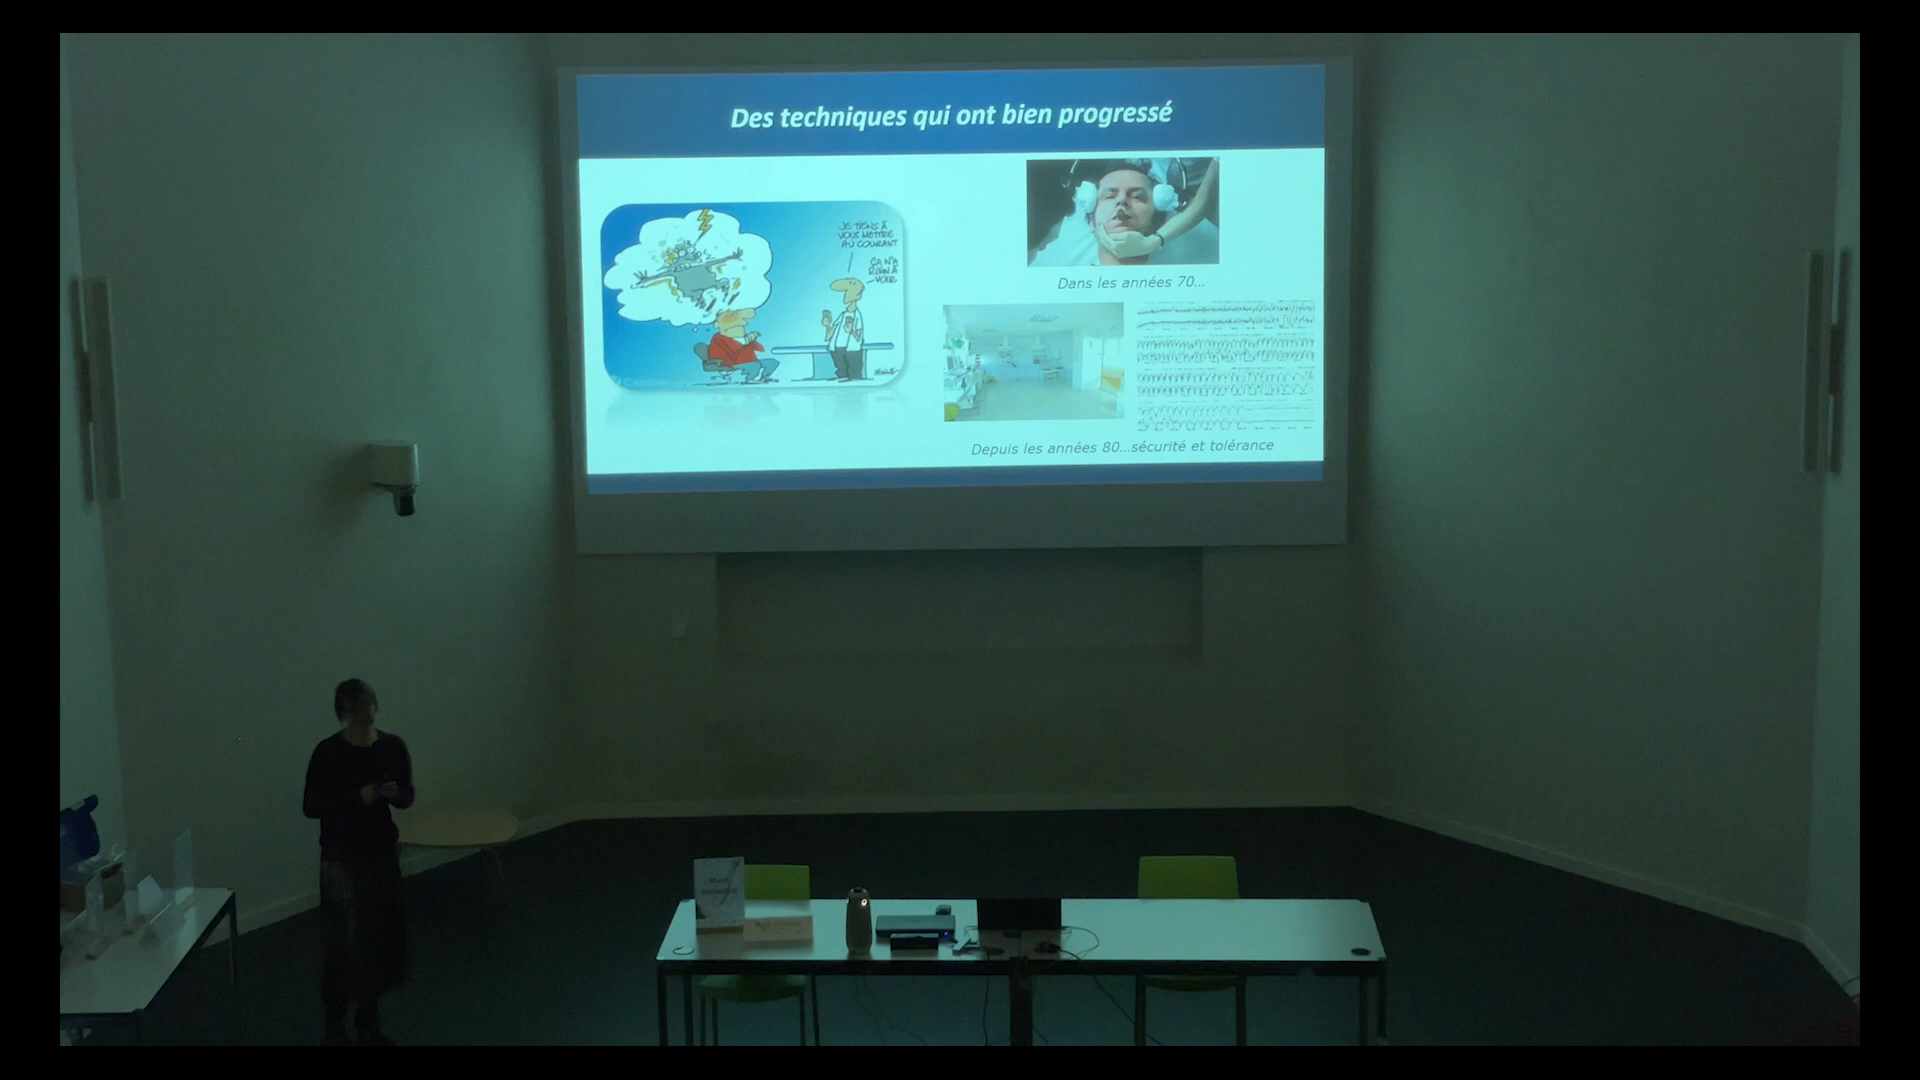 Des techniques qui ont bien progressé
JE TIENS À
VOUS METTRE
AU COURANT
ÇA N'A
RIEN À
VOIR
Dans les années 70...
Depuis les années 80...sécurité et tolérance